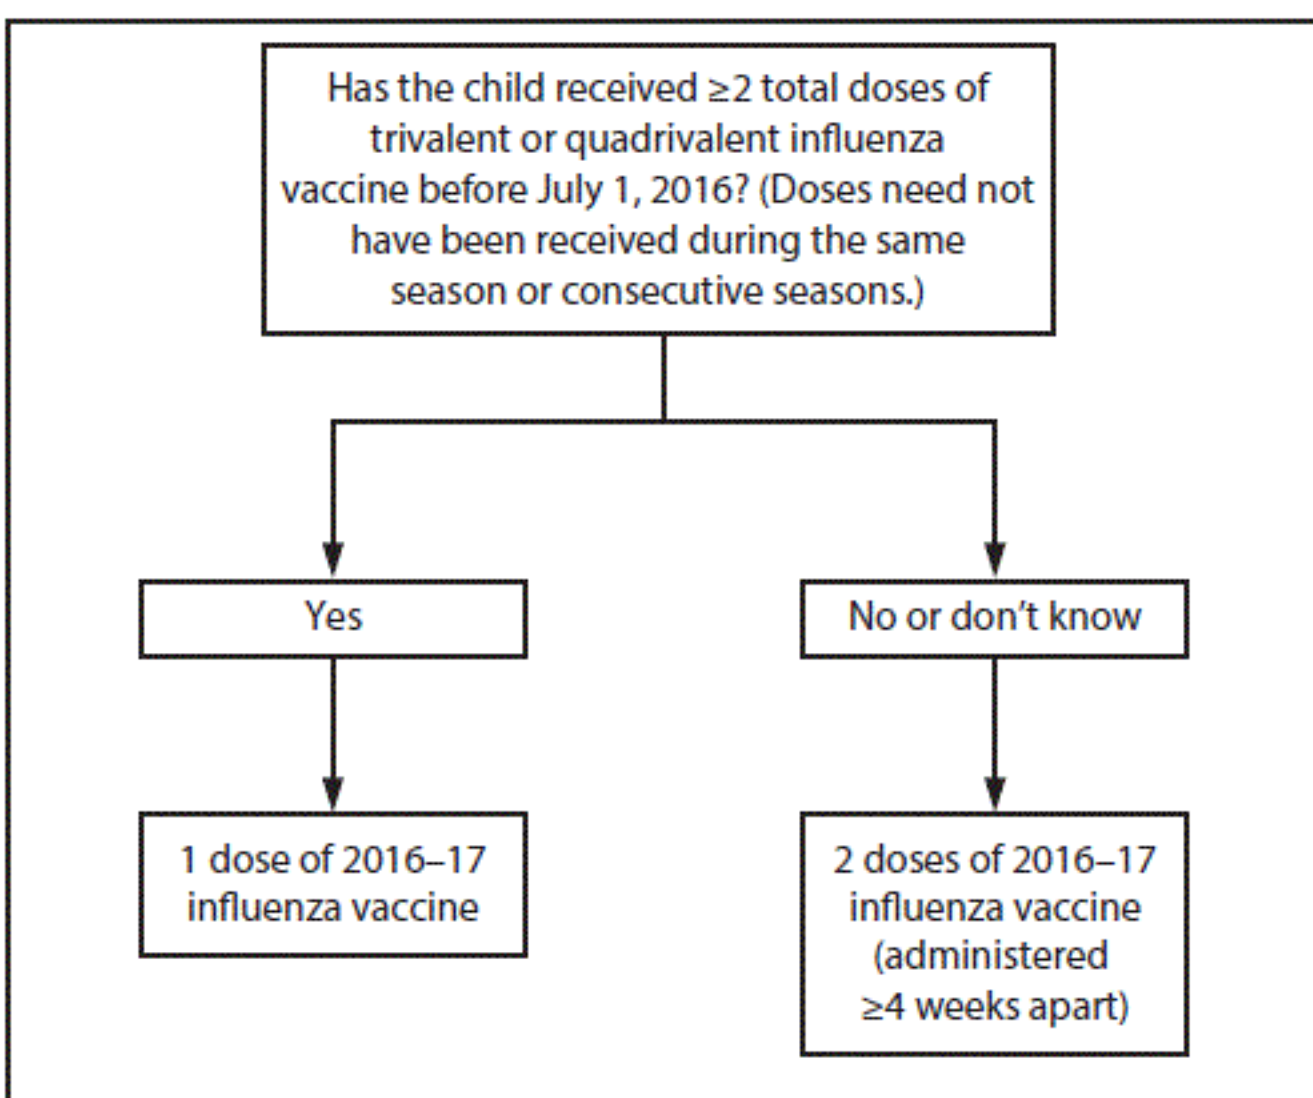 Has the child received ≥2 total doses of
trivalent or quadrivalent influenza
vaccine before July 1, 2016? (Doses need not
have been received during the same
season or consecutive seasons.)
Yes
No or don’t know
1 dose of 2016–17
influenza vaccine
2 doses of 2016–17
influenza vaccine
(administered
≥4 weeks apart)